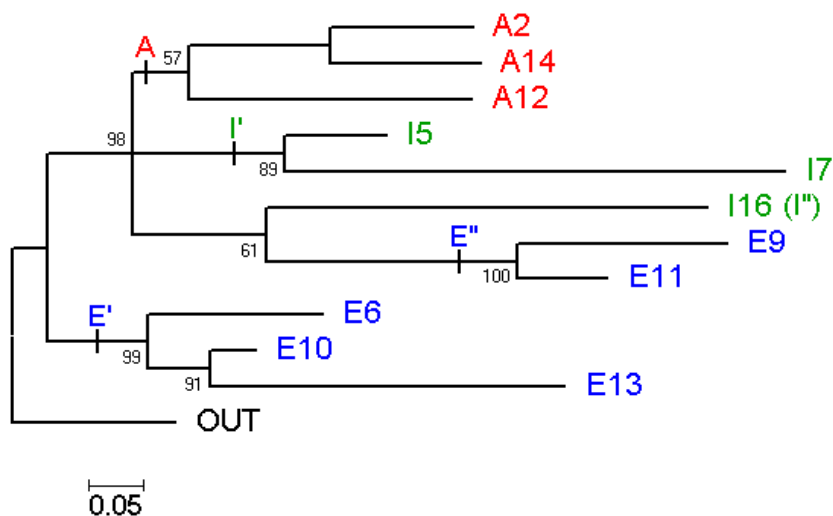 A2
A
57
A14
A12
98
I'
I5
89
I7
I16 (I")
61
E"
E9
100
E11
E'
E6
99
E10
91
E13
OUT
0.05